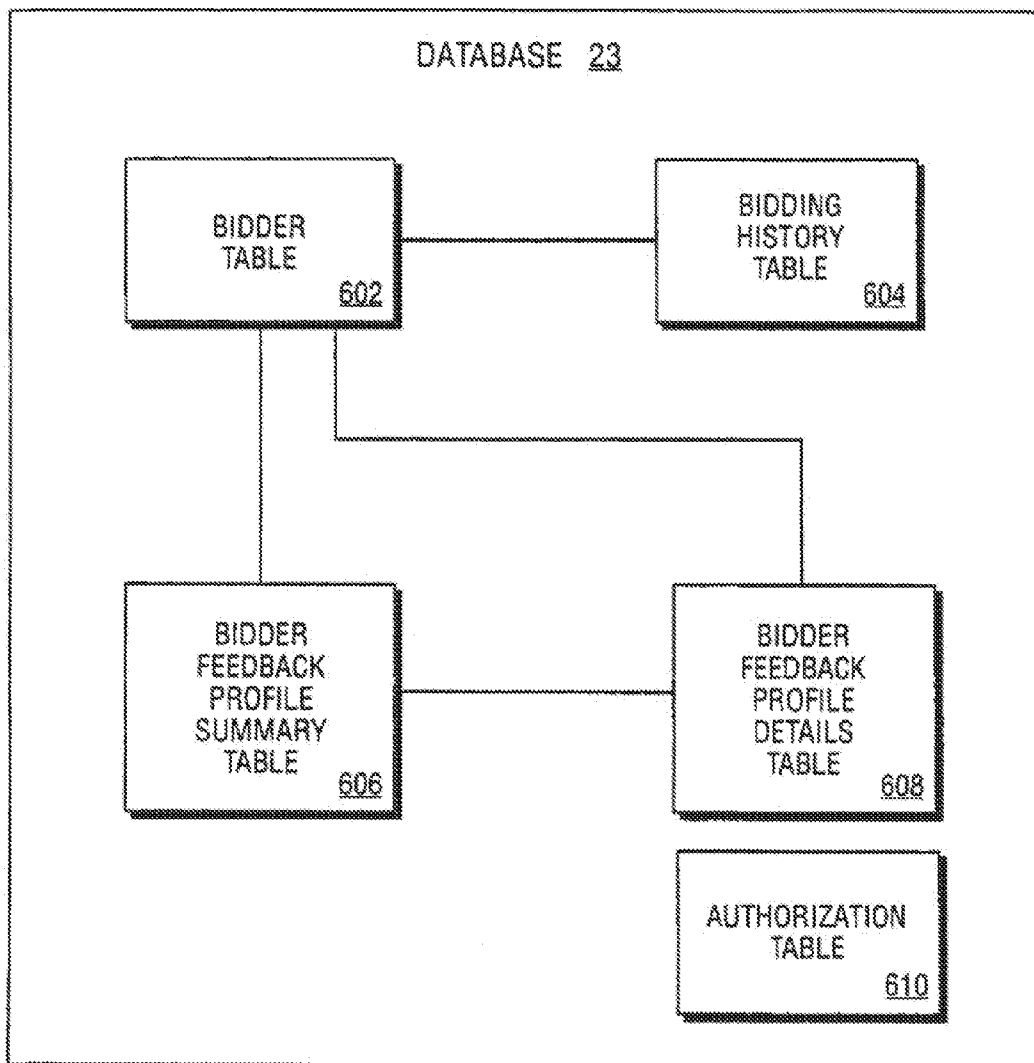 DATABASE 23
BIDDER
TABLE
602
BIDDING
HISTORY
TABLE
604
BIDDER
FEEDBACK
PROFILE
SUMMARY
TABLE
606
BIDDER
FEEDBACK
PROFILE
DETAILS
TABLE
608
AUTHORIZATION
TABLE
610